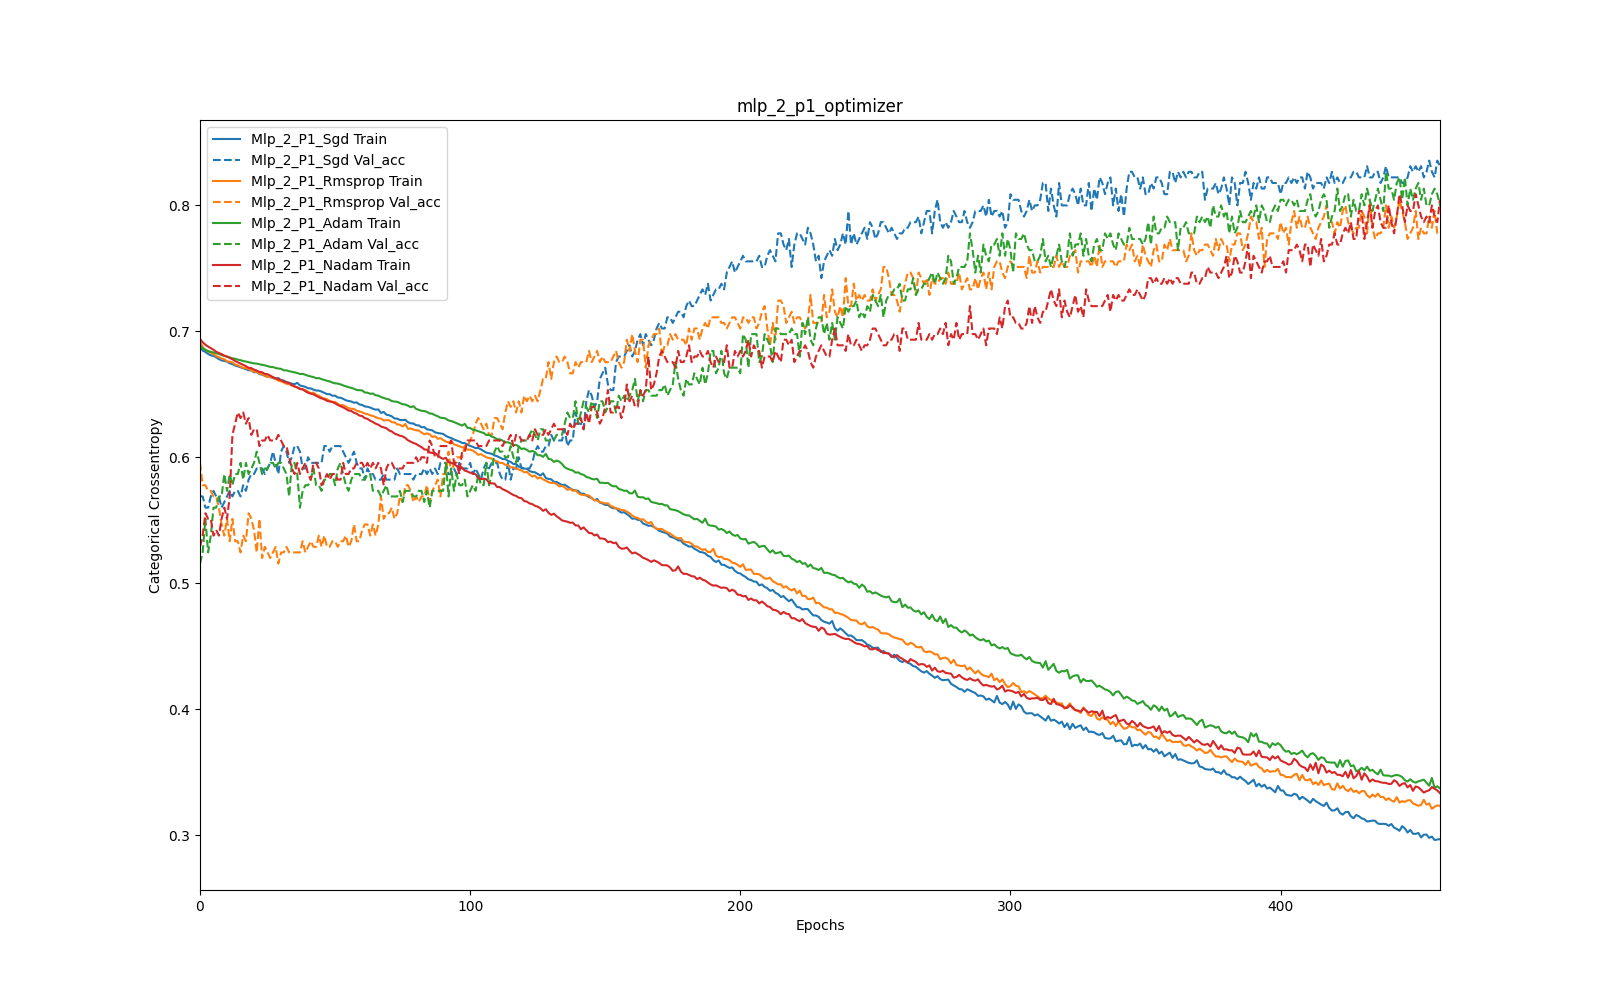 mlp_2_p1_optimizer
Mlp_2_P1_Sgd Train
Mlp_2_P1_Sgd Val_acc
Mlp_2_P1_Rmsprop Train
Mlp_2_P1_Rmsprop Val_acc
Mlp_2_P1_Adam Train
Mlp_2_P1_Adam Val_acc
Mlp_2_P1_Nadam Train
Mlp_2_P1_Nadam Val_acc
Categorical Crossentropy
0.8
0.7
0.6
0.5
0.4
0.3
0 100 200 300 400
Epochs